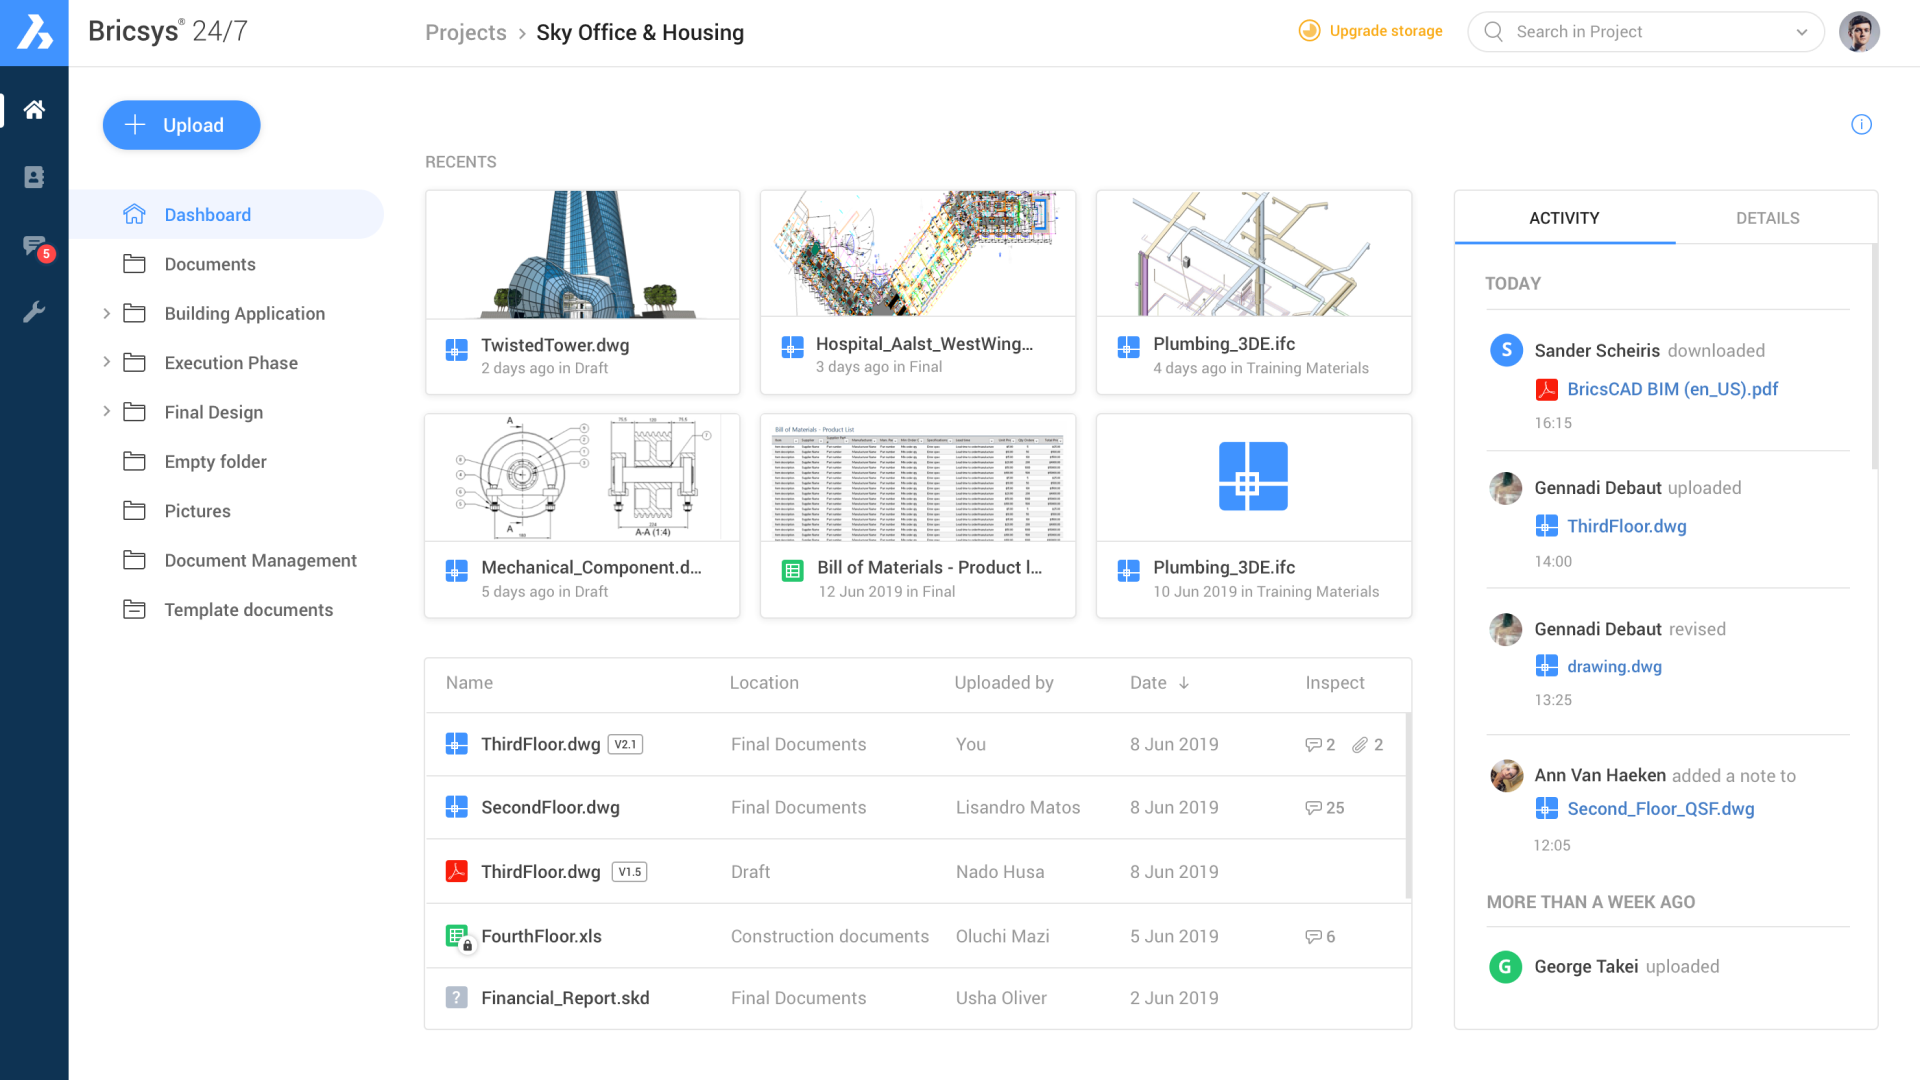 Bricsys® 24/7
Projects › Sky Office & Housing
Upgrade storage
Search in Project
Upload
5
Dashboard
Documents
Building Application
Execution Phase
Final Design
Empty folder
Pictures
Document Management
Template documents
RECENTS
TwistedTower.dwg
2 days ago in Draft
Hospital_Aalst_WestWing...
3 days ago in Final
Plumbing_3DE.ifc
4 days ago in Training Materials
A
A
A-A (1:4)
Mechanical_Component.d...
5 days ago in Draft
Bill of Materials - Product List
Bill of Materials - Product l...
12 Jun 2019 in Final
Plumbing_3DE.ifc
10 Jun 2019 in Training Materials
Name Location Uploaded by Date Inspect
ThirdFloor.dwg V2.1 Final Documents You 8 Jun 2019 2 2
SecondFloor.dwg Final Documents Lisandro Matos 8 Jun 2019 25
ThirdFloor.dwg V1.5 Draft Nado Husa 8 Jun 2019
FourthFloor.xls Construction documents Oluchi Mazi 5 Jun 2019 6
? Financial_Report.skd Final Documents Usha Oliver 2 Jun 2019
ACTIVITY DETAILS
TODAY
S Sander Scheiris downloaded
BricsCAD BIM (en_US).pdf
16:15
Gennadi Debaut uploaded
ThirdFloor.dwg
14:00
Gennadi Debaut revised
drawing.dwg
13:25
Ann Van Haeken added a note to
Second_Floor_QSF.dwg
12:05
MORE THAN A WEEK AGO
G George Takei uploaded